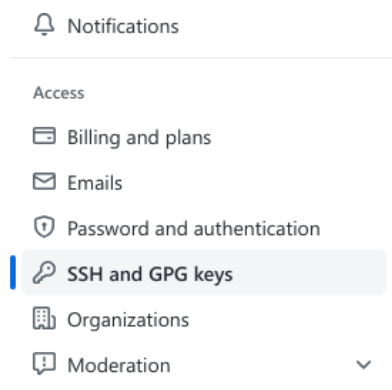 Notifications
Access
Billing and plans
Emails
Password and authentication
SSH and GPG keys
Organizations
Moderation